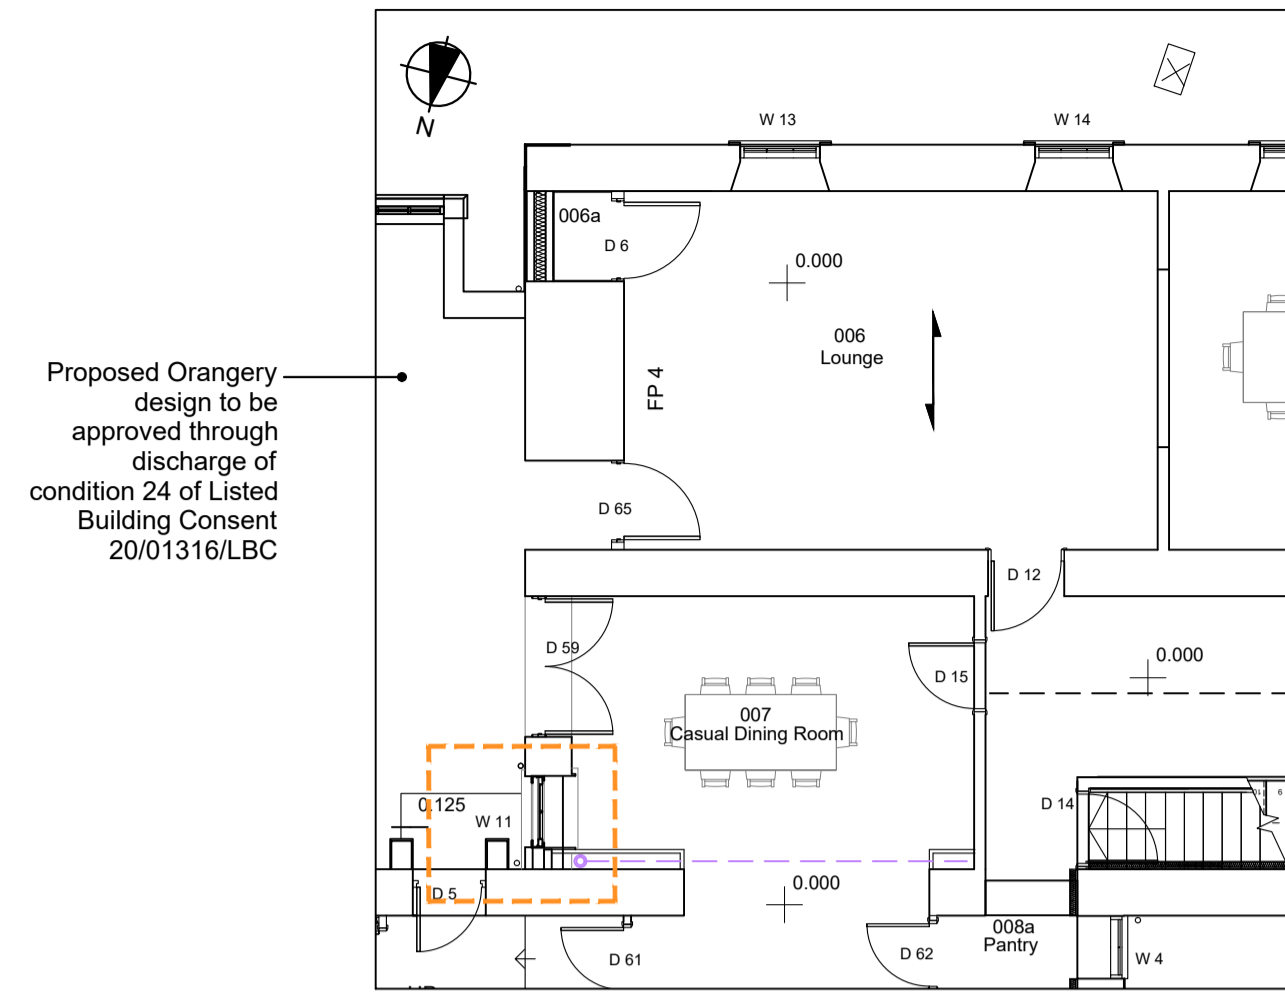 N
W 13
W 14
006a
D 6
0.000
006
Lounge
FP 4
Proposed Orangery
design to be
approved through
discharge of
condition 24 of Listed
Building Consent
20/01316/LBC
D 65
D 12
D 59
D 15
0.000
007
Casual Dining Room
0.125
W 11
D 14
10
9
D 5
0.000
008a
Pantry
D 61
D 62
W 4